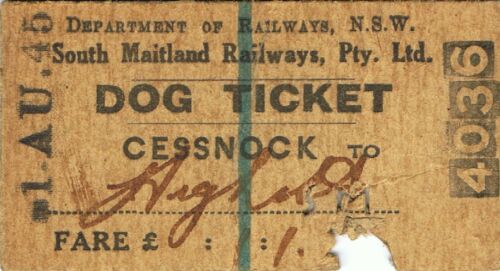 1. AU. 45
DEPARTMENT OF RAILWAYS, N.S.W.
South Maitland Railways, Pty. Ltd.
DOG TICKET
CESSNOCK TO
FARE £ : 1 : 1.
4036